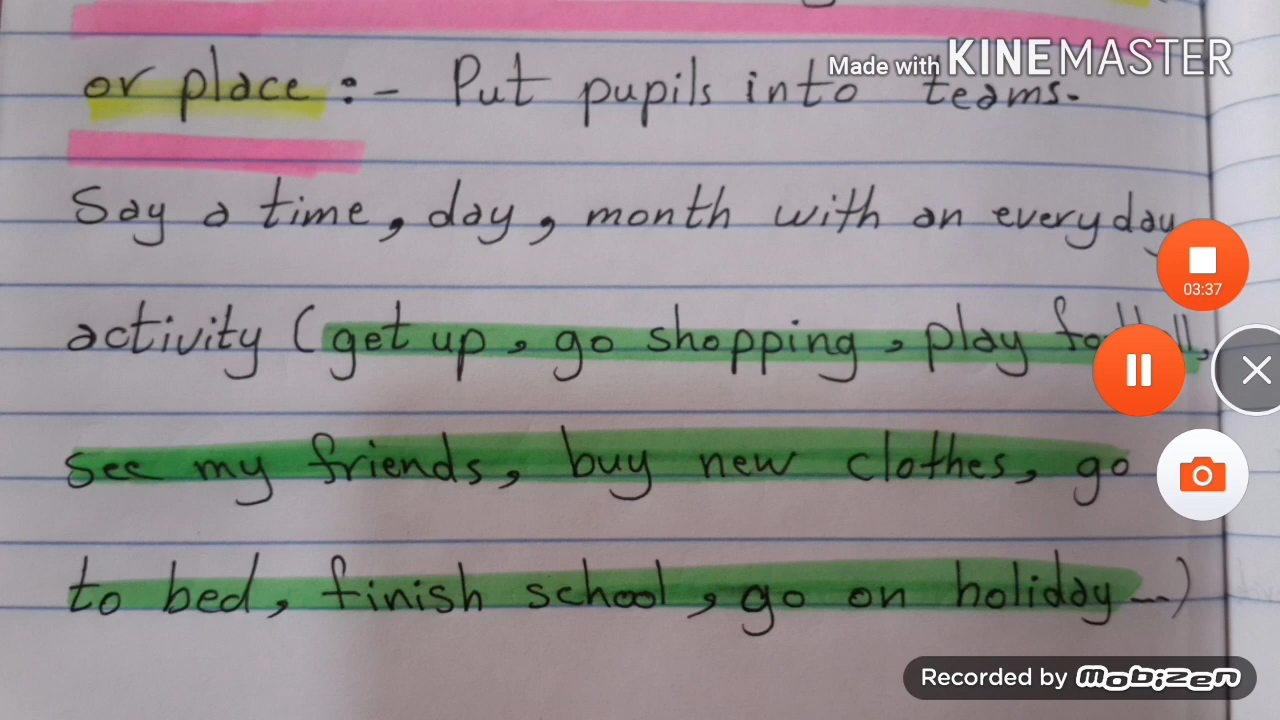 or place :- Put pupils into teams.
Made with KINEMASTER
Say a time, day, month with an everyday
activity (get up, go shopping, play football,
03:37
see my friends, buy new clothes, go
to bed, finish school, go on holiday ---)
Recorded by mobizen